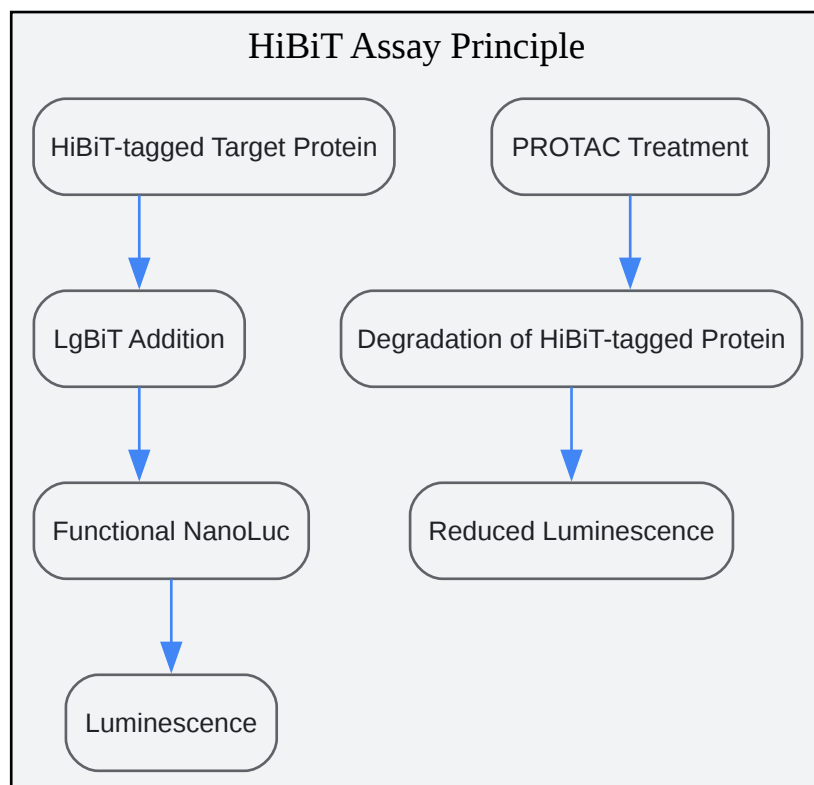 HiBiT Assay Principle
HiBiT-tagged Target Protein
PROTAC Treatment
LgBiT Addition
Degradation of HiBiT-tagged Protein
Functional NanoLuc
Reduced Luminescence
Luminescence